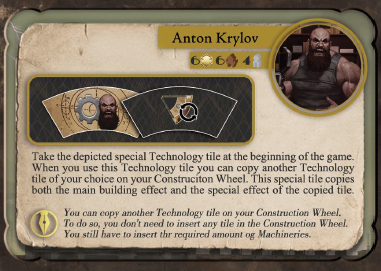 Anton Krylov
6 6 4
Take the depicted special Technology tile at the beginning of the game.
When you use this Technology tile you can copy another Technology
tile of your choice on your Construciton Wheel. This special tile copies
both the main building effect and the special effect of the copied tile.
You can copy another Technology tile on your Construction Wheel.
To do so, you don't need to insert any tile in the Construction Wheel.
You still have to insert thr required amount og Machineries.